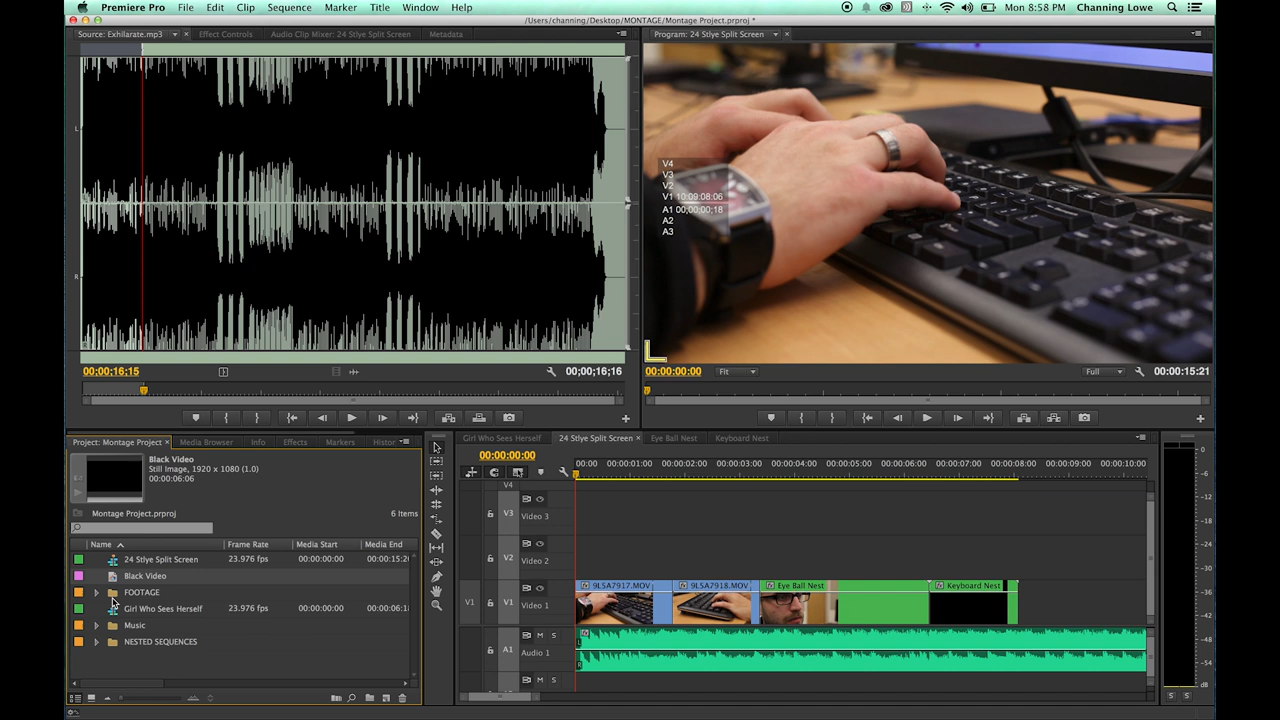 Premiere Pro File Edit Clip Sequence Marker Title Window Help Mon 8:58 PM Channing Lowe
/Users/channing/Desktop/MONTAGE/Montage Project.prproj *
Source: Exhilarate.mp3 Effect Controls Audio Clip Mixer: 24 Stlye Split Screen Metadata
Program: 24 Stlye Split Screen
L
R
V4
V3
V2
V1 10:09:08:06
A1 00;00;00;18
A2
A3
00:00:16:15 00;00;16;16
00:00:00:00 Fit Full 00:00:15:21
Project: Montage Project Media Browser Info Effects Markers Histor
Black Video
Still Image, 1920 x 1080 (1.0)
00:00:06:06
Montage Project.prproj 6 Items
Name Frame Rate Media Start Media End
24 Stlye Split Screen 23.976 fps 00:00:00:00 00:00:15:20
Black Video
FOOTAGE
Girl Who Sees Herself 23.976 fps 00:00:00:00 00:00:06:1
Music
NESTED SEQUENCES
Girl Who Sees Herself 24 Stlye Split Screen Eye Ball Nest Keyboard Nest
00:00:00:00
00:00 00:00:01:00 00:00:02:00 00:00:03:00 00:00:04:00 00:00:05:00 00:00:06:00 00:00:07:00 00:00:08:00 00:00:09:00 00:00:10:00
V4
V3 Video 3
V2 Video 2
V1 V1 Video 1
9L5A7917.MOV 9L5A7918.MOV Eye Ball Nest Keyboard Nest
A1 M S Audio 1
L
R
M S
0
-6
-12
-18
-24
-30
-36
-42
-48
-54
dB
S S